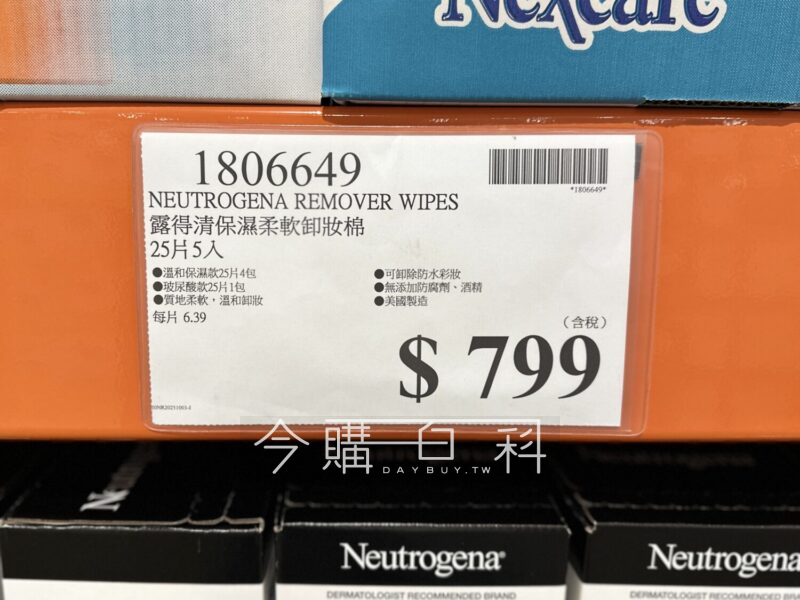 Nexcare
1806649
*1806649*
NEUTROGENA REMOVER WIPES
露得清保濕柔軟卸妝棉
25片5入
●溫和保濕款25片4包
●玻尿酸款25片1包
●質地柔軟，溫和卸妝
每片 6.39
●可卸除防水彩妝
●無添加防腐劑、酒精
●美國製造
（含稅）
$ 799
今購百科
DAYBUY.TW
N
Neutrogena®
DERMATOLOGIST RECOMMENDED BRAND
Neutrogena
DERMATOLOGIST RECOMMENDED BRAN